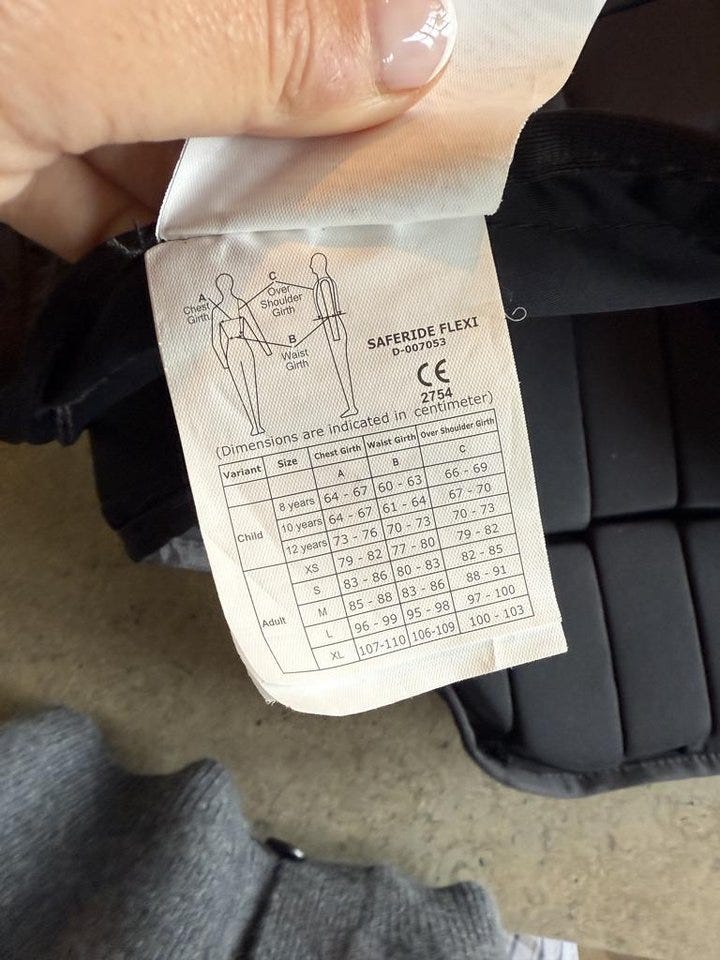 A
Chest
Girth
C
Over
Shoulder
Girth
B
Waist
Girth
SAFERIDE FLEXI
D-007053
CE
2754
(Dimensions are indicated in centimeter)
Variant Size Chest Girth Waist Girth Over Shoulder Girth
A B C
Child
8 years 64 - 67 60 - 63 66 - 69
10 years 64 - 67 61 - 64 67 - 70
12 years 73 - 76 70 - 73 70 - 73
Adult
XS 79 - 82 77 - 80 79 - 82
S 83 - 86 80 - 83 82 - 85
M 85 - 88 83 - 86 88 - 91
L 96 - 99 95 - 98 97 - 100
XL 107-110 106-109 100 - 103